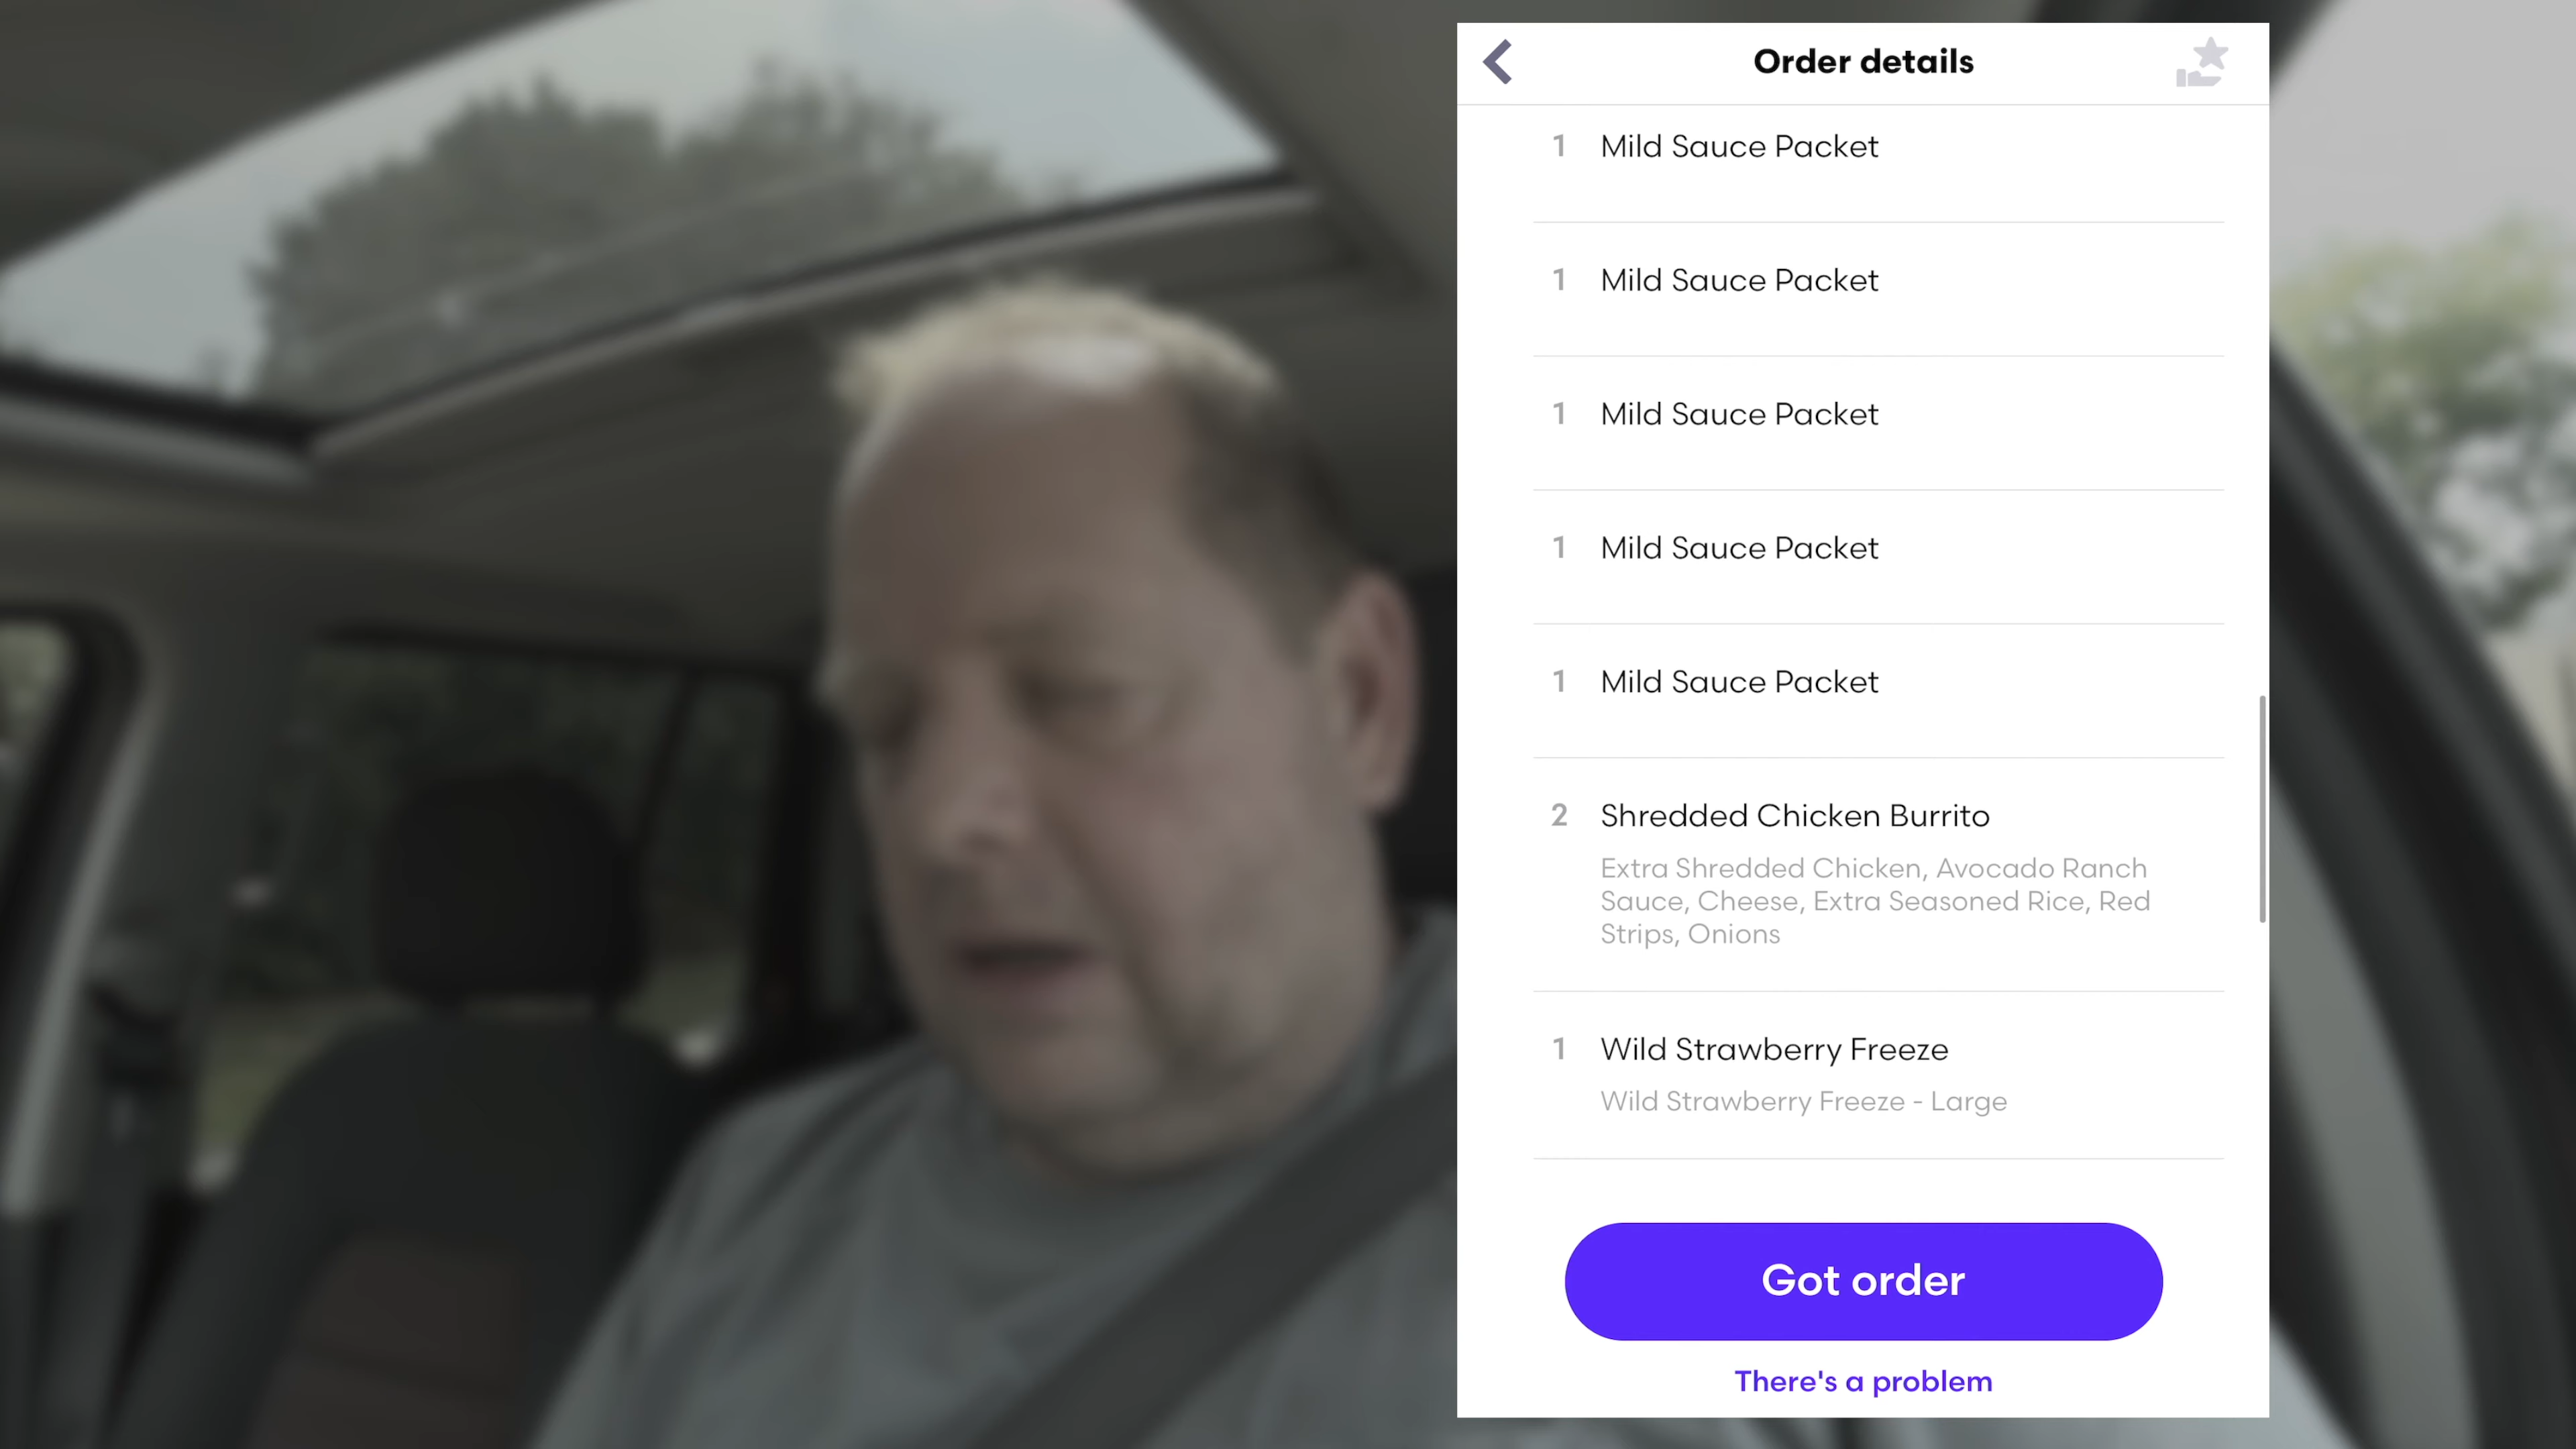 Order details
1 Mild Sauce Packet
1 Mild Sauce Packet
1 Mild Sauce Packet
1 Mild Sauce Packet
1 Mild Sauce Packet
2 Shredded Chicken Burrito
Extra Shredded Chicken, Avocado Ranch
Sauce, Cheese, Extra Seasoned Rice, Red
Strips, Onions
1 Wild Strawberry Freeze
Wild Strawberry Freeze - Large
Got order
There's a problem